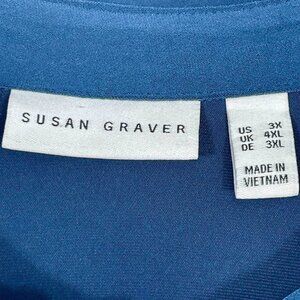 SUSAN GRAVER
US 3X
UK 4XL
DE 3XL
MADE IN
VIETNAM